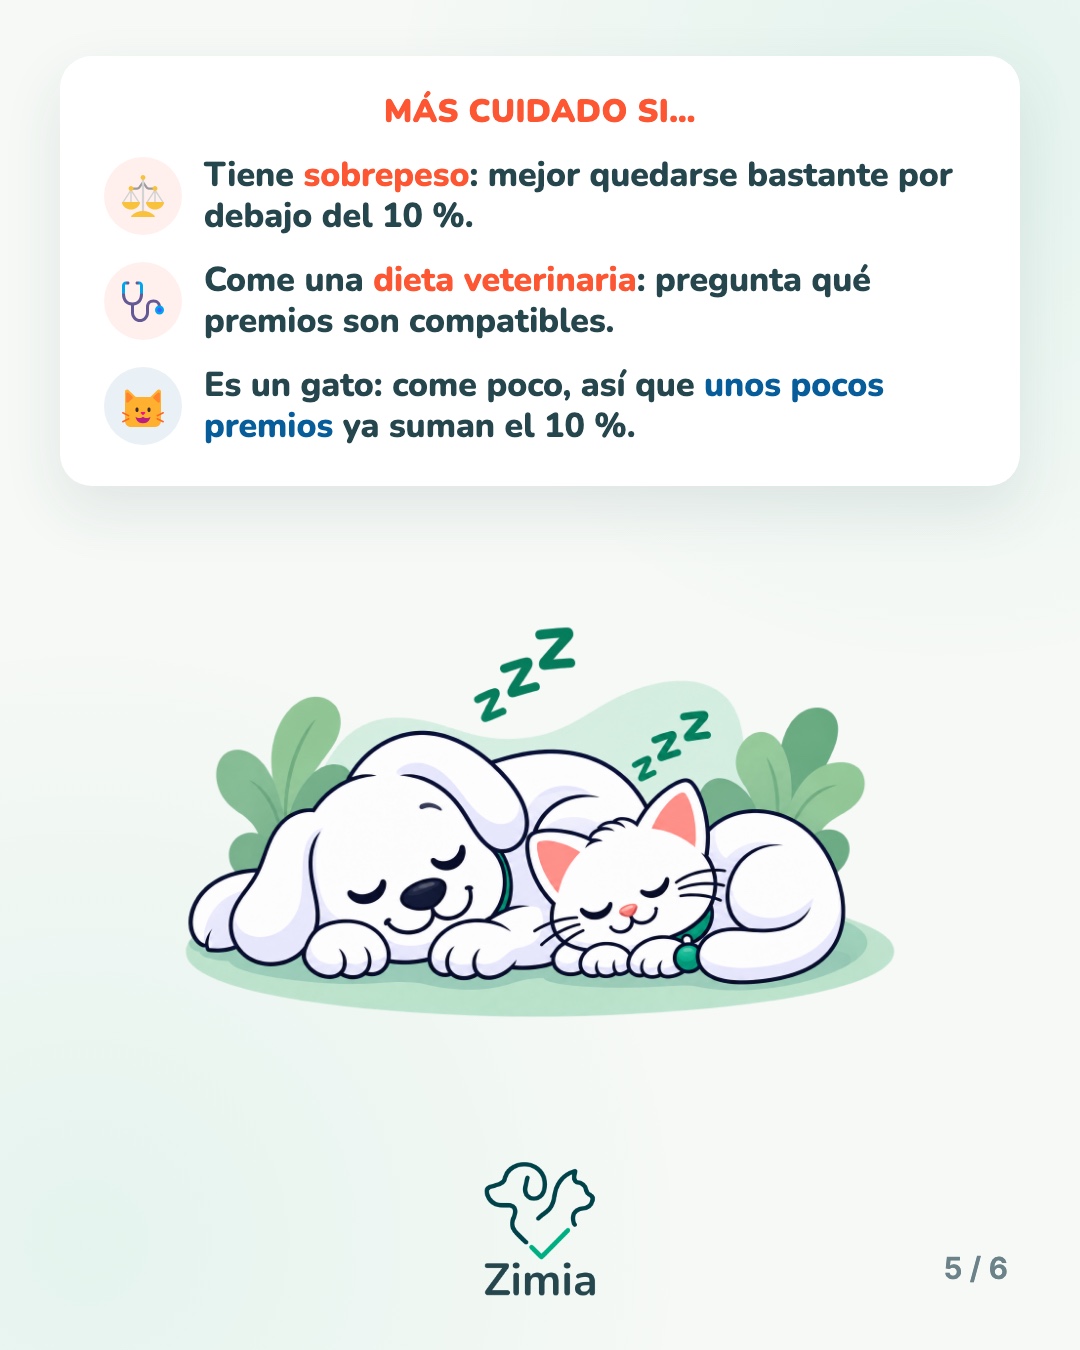 MÁS CUIDADO SI...
Tiene sobrepeso: mejor quedarse bastante por
debajo del 10 %.
Come una dieta veterinaria: pregunta qué
premios son compatibles.
Es un gato: come poco, así que unos pocos
premios ya suman el 10 %.
z z z
z z z
Zimia
5 / 6